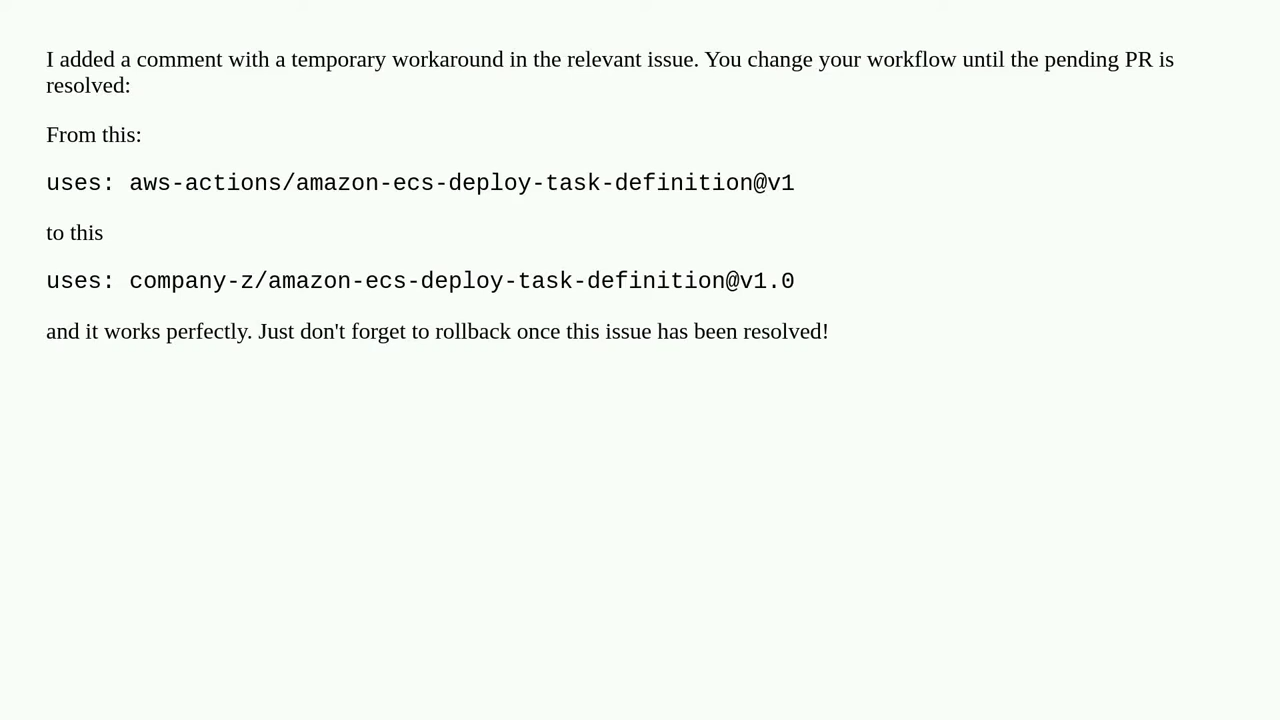 I added a comment with a temporary workaround in the relevant issue. You change your workflow until the pending PR is
resolved:
From this:
uses: aws-actions/amazon-ecs-deploy-task-definition@v1
to this
uses: company-z/amazon-ecs-deploy-task-definition@v1.0
and it works perfectly. Just don't forget to rollback once this issue has been resolved!